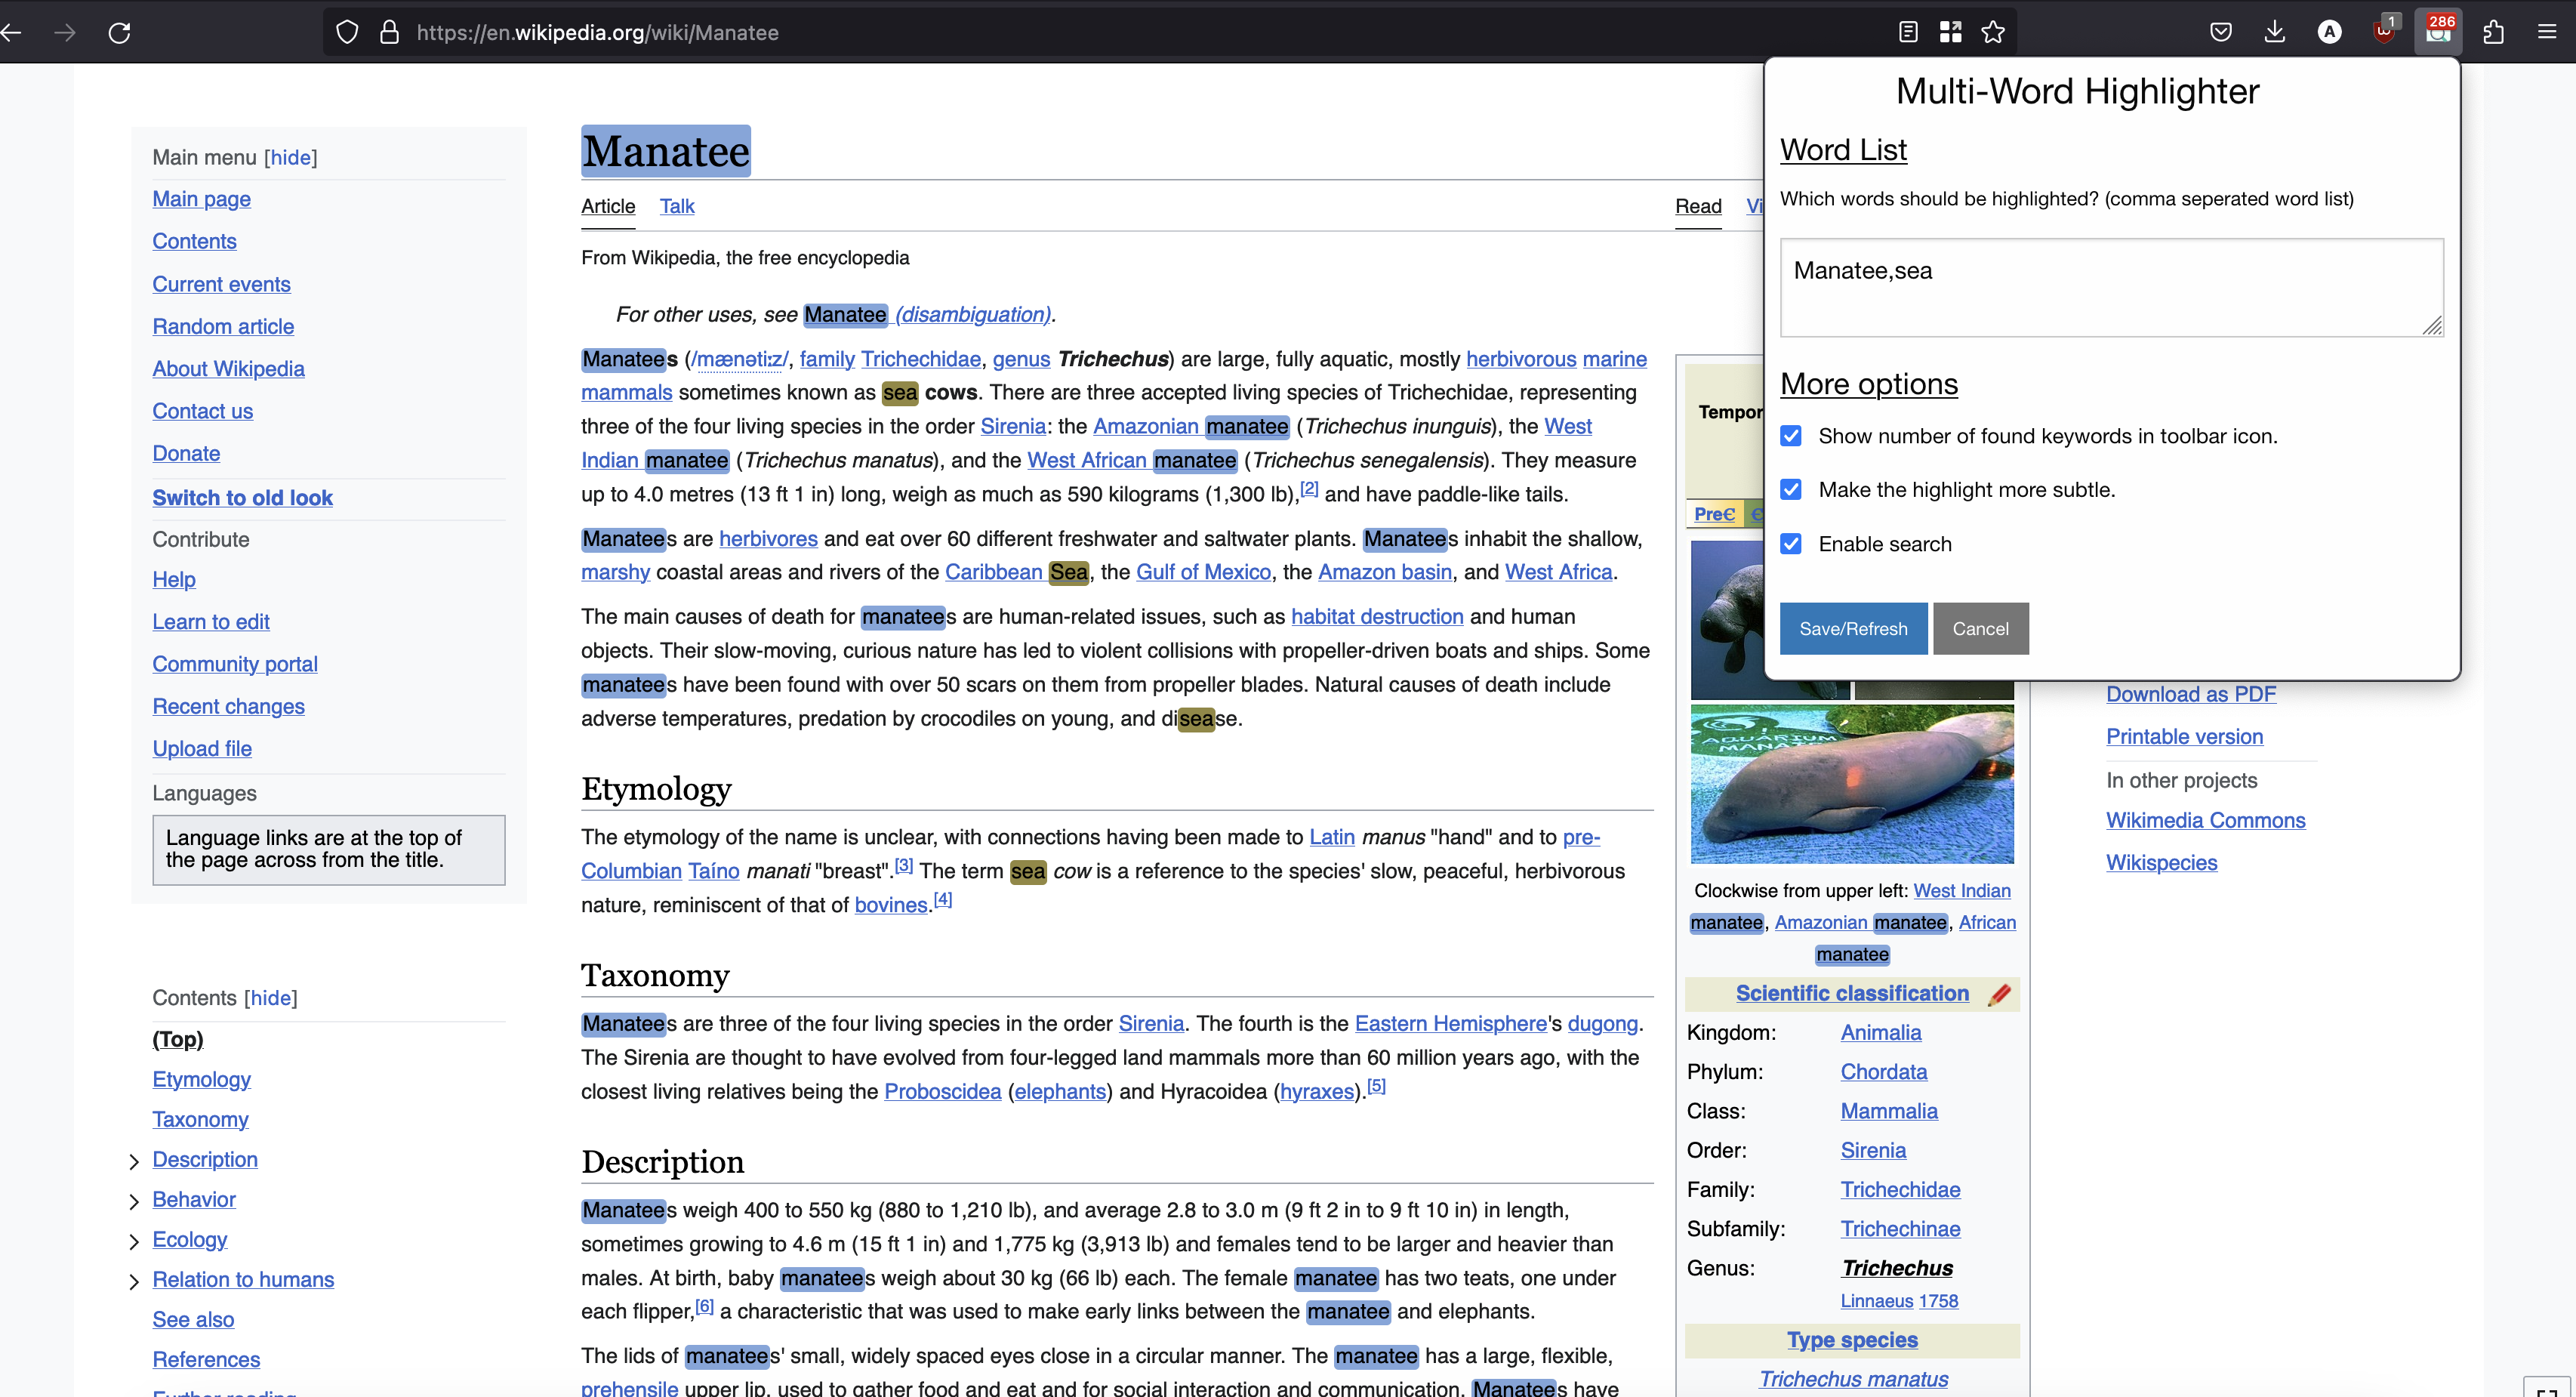 https://en.wikipedia.org/wiki/Manatee
1
286
Multi-Word Highlighter
Word List
Which words should be highlighted? (comma seperated word list)
Manatee,sea
More options
Show number of found keywords in toolbar icon.
Make the highlight more subtle.
Enable search
Save/Refresh
Cancel
Main menu [hide]
Main page
Contents
Current events
Random article
About Wikipedia
Contact us
Donate
Switch to old look
Contribute
Help
Learn to edit
Community portal
Recent changes
Upload file
Languages
Language links are at the top of
the page across from the title.
Contents [hide]
(Top)
Etymology
Taxonomy
Description
Behavior
Ecology
Relation to humans
See also
References
Further reading
Manatee
Article Talk
Read
From Wikipedia, the free encyclopedia
For other uses, see Manatee (disambiguation).
Manatees (/mænətiːz/, family Trichechidae, genus Trichechus) are large, fully aquatic, mostly herbivorous marine
mammals sometimes known as sea cows. There are three accepted living species of Trichechidae, representing
three of the four living species in the order Sirenia: the Amazonian manatee (Trichechus inunguis), the West
Indian manatee (Trichechus manatus), and the West African manatee (Trichechus senegalensis). They measure
up to 4.0 metres (13 ft 1 in) long, weigh as much as 590 kilograms (1,300 lb),[2] and have paddle-like tails.
Manatees are herbivores and eat over 60 different freshwater and saltwater plants. Manatees inhabit the shallow,
marshy coastal areas and rivers of the Caribbean Sea, the Gulf of Mexico, the Amazon basin, and West Africa.
The main causes of death for manatees are human-related issues, such as habitat destruction and human
objects. Their slow-moving, curious nature has led to violent collisions with propeller-driven boats and ships. Some
manatees have been found with over 50 scars on them from propeller blades. Natural causes of death include
adverse temperatures, predation by crocodiles on young, and disease.
Etymology
The etymology of the name is unclear, with connections having been made to Latin manus "hand" and to pre-
Columbian Taíno manati "breast".[3] The term sea cow is a reference to the species' slow, peaceful, herbivorous
nature, reminiscent of that of bovines.[4]
Taxonomy
Manatees are three of the four living species in the order Sirenia. The fourth is the Eastern Hemisphere's dugong.
The Sirenia are thought to have evolved from four-legged land mammals more than 60 million years ago, with the
closest living relatives being the Proboscidea (elephants) and Hyracoidea (hyraxes).[5]
Description
Manatees weigh 400 to 550 kg (880 to 1,210 lb), and average 2.8 to 3.0 m (9 ft 2 in to 9 ft 10 in) in length,
sometimes growing to 4.6 m (15 ft 1 in) and 1,775 kg (3,913 lb) and females tend to be larger and heavier than
males. At birth, baby manatees weigh about 30 kg (66 lb) each. The female manatee has two teats, one under
each flipper,[6] a characteristic that was used to make early links between the manatee and elephants.
The lids of manatees' small, widely spaced eyes close in a circular manner. The manatee has a large, flexible,
prehensile upper lip, used to gather food and eat and for social interaction and communication. Manatees have
Tempor
PreЄ Є
AQUARIUM
Clockwise from upper left: West Indian
manatee, Amazonian manatee, African
manatee
Scientific classification
Kingdom: Animalia
Phylum: Chordata
Class: Mammalia
Order: Sirenia
Family: Trichechidae
Subfamily: Trichechinae
Genus: Trichechus
Linnaeus 1758
Type species
Trichechus manatus
Download as PDF
Printable version
In other projects
Wikimedia Commons
Wikispecies